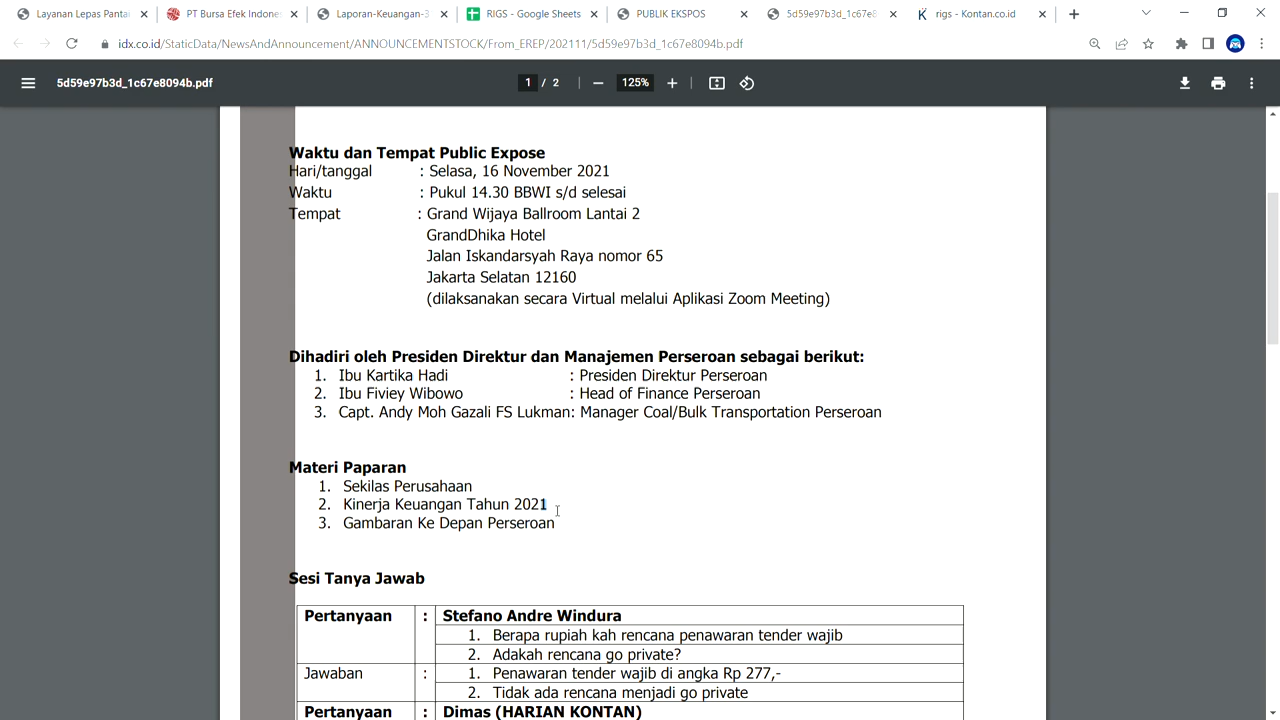 Layanan Lepas Pantai
PT Bursa Efek Indones
Laporan-Keuangan-3
RIGS - Google Sheets
PUBLIK EKSPOS
5d59e97b3d_1c67e8
rigs - Kontan.co.id
idx.co.id/StaticData/NewsAndAnnouncement/ANNOUNCEMENTSTOCK/From_EREP/202111/5d59e97b3d_1c67e8094b.pdf
5d59e97b3d_1c67e8094b.pdf
1 / 2
125%
Waktu dan Tempat Public Expose
Hari/tanggal : Selasa, 16 November 2021
Waktu : Pukul 14.30 BBWI s/d selesai
Tempat : Grand Wijaya Ballroom Lantai 2
GrandDhika Hotel
Jalan Iskandarsyah Raya nomor 65
Jakarta Selatan 12160
(dilaksanakan secara Virtual melalui Aplikasi Zoom Meeting)
Dihadiri oleh Presiden Direktur dan Manajemen Perseroan sebagai berikut:
1. Ibu Kartika Hadi : Presiden Direktur Perseroan
2. Ibu Fiviey Wibowo : Head of Finance Perseroan
3. Capt. Andy Moh Gazali FS Lukman: Manager Coal/Bulk Transportation Perseroan
Materi Paparan
1. Sekilas Perusahaan
2. Kinerja Keuangan Tahun 2021
3. Gambaran Ke Depan Perseroan
Sesi Tanya Jawab
Pertanyaan : Stefano Andre Windura
1. Berapa rupiah kah rencana penawaran tender wajib
2. Adakah rencana go private?
Jawaban : 1. Penawaran tender wajib di angka Rp 277,-
2. Tidak ada rencana menjadi go private
Pertanyaan : Dimas (HARIAN KONTAN)